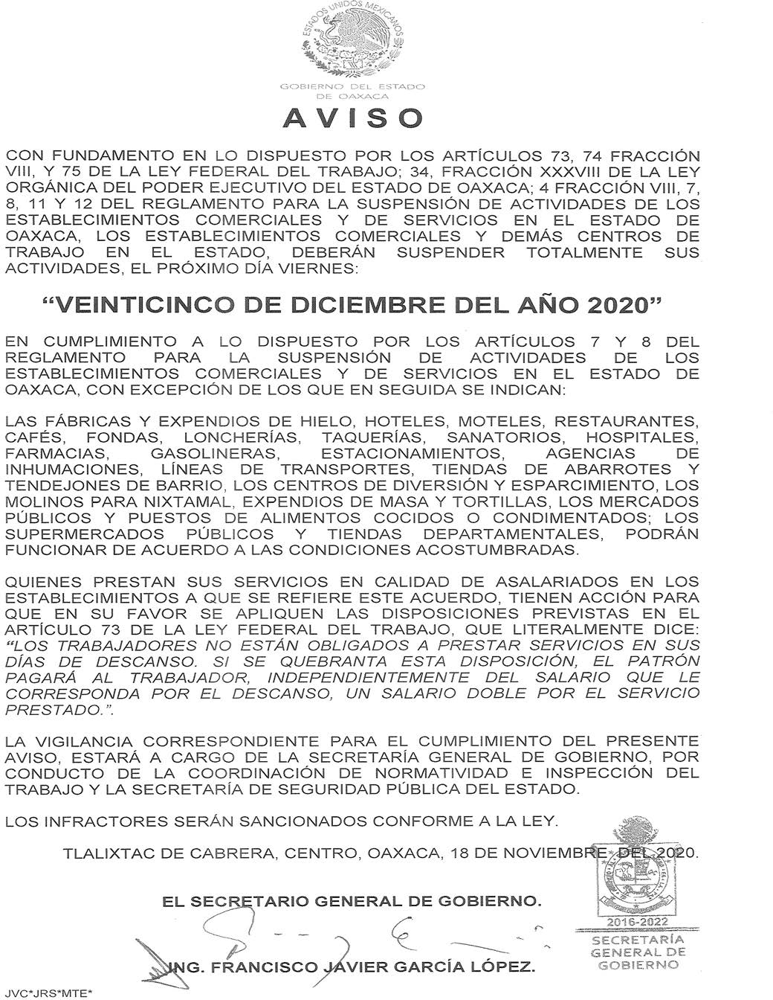 ESTADOS UNIDOS MEXICANOS
GOBIERNO DEL ESTADO
DE OAXACA
AVISO
CON FUNDAMENTO EN LO DISPUESTO POR LOS ARTÍCULOS 73, 74 FRACCIÓN
VIII, Y 75 DE LA LEY FEDERAL DEL TRABAJO; 34, FRACCIÓN XXXVIII DE LA LEY
ORGÁNICA DEL PODER EJECUTIVO DEL ESTADO DE OAXACA; 4 FRACCIÓN VIII, 7,
8, 11 Y 12 DEL REGLAMENTO PARA LA SUSPENSIÓN DE ACTIVIDADES DE LOS
ESTABLECIMIENTOS COMERCIALES Y DE SERVICIOS EN EL ESTADO DE
OAXACA, LOS ESTABLECIMIENTOS COMERCIALES Y DEMÁS CENTROS DE
TRABAJO EN EL ESTADO, DEBERÁN SUSPENDER TOTALMENTE SUS
ACTIVIDADES, EL PRÓXIMO DÍA VIERNES:
“VEINTICINCO DE DICIEMBRE DEL AÑO 2020”
EN CUMPLIMIENTO A LO DISPUESTO POR LOS ARTÍCULOS 7 Y 8 DEL
REGLAMENTO PARA LA SUSPENSIÓN DE ACTIVIDADES DE LOS
ESTABLECIMIENTOS COMERCIALES Y DE SERVICIOS EN EL ESTADO DE
OAXACA, CON EXCEPCIÓN DE LOS QUE EN SEGUIDA SE INDICAN:
LAS FÁBRICAS Y EXPENDIOS DE HIELO, HOTELES, MOTELES, RESTAURANTES,
CAFÉS, FONDAS, LONCHERÍAS, TAQUERÍAS, SANATORIOS, HOSPITALES,
FARMACIAS, GASOLINERAS, ESTACIONAMIENTOS, AGENCIAS DE
INHUMACIONES, LÍNEAS DE TRANSPORTES, TIENDAS DE ABARROTES Y
TENDEJONES DE BARRIO, LOS CENTROS DE DIVERSIÓN Y ESPARCIMIENTO, LOS
MOLINOS PARA NIXTAMAL, EXPENDIOS DE MASA Y TORTILLAS, LOS MERCADOS
PÚBLICOS Y PUESTOS DE ALIMENTOS COCIDOS O CONDIMENTADOS; LOS
SUPERMERCADOS PÚBLICOS Y TIENDAS DEPARTAMENTALES, PODRÁN
FUNCIONAR DE ACUERDO A LAS CONDICIONES ACOSTUMBRADAS.
QUIENES PRESTAN SUS SERVICIOS EN CALIDAD DE ASALARIADOS EN LOS
ESTABLECIMIENTOS A QUE SE REFIERE ESTE ACUERDO, TIENEN ACCIÓN PARA
QUE EN SU FAVOR SE APLIQUEN LAS DISPOSICIONES PREVISTAS EN EL
ARTÍCULO 73 DE LA LEY FEDERAL DEL TRABAJO, QUE LITERALMENTE DICE:
“LOS TRABAJADORES NO ESTÁN OBLIGADOS A PRESTAR SERVICIOS EN SUS
DÍAS DE DESCANSO. SI SE QUEBRANTA ESTA DISPOSICIÓN, EL PATRÓN
PAGARÁ AL TRABAJADOR, INDEPENDIENTEMENTE DEL SALARIO QUE LE
CORRESPONDA POR EL DESCANSO, UN SALARIO DOBLE POR EL SERVICIO
PRESTADO.”.
LA VIGILANCIA CORRESPONDIENTE PARA EL CUMPLIMIENTO DEL PRESENTE
AVISO, ESTARÁ A CARGO DE LA SECRETARÍA GENERAL DE GOBIERNO, POR
CONDUCTO DE LA COORDINACIÓN DE NORMATIVIDAD E INSPECCIÓN DEL
TRABAJO Y LA SECRETARÍA DE SEGURIDAD PÚBLICA DEL ESTADO.
LOS INFRACTORES SERÁN SANCIONADOS CONFORME A LA LEY.
TLALIXTAC DE CABRERA, CENTRO, OAXACA, 18 DE NOVIEMBRE DEL 2020.
EL SECRETARIO GENERAL DE GOBIERNO.
2016-2022
SECRETARÍA
GENERAL DE
GOBIERNO
ING. FRANCISCO JAVIER GARCÍA LÓPEZ.
JVC*JRS*MTE*